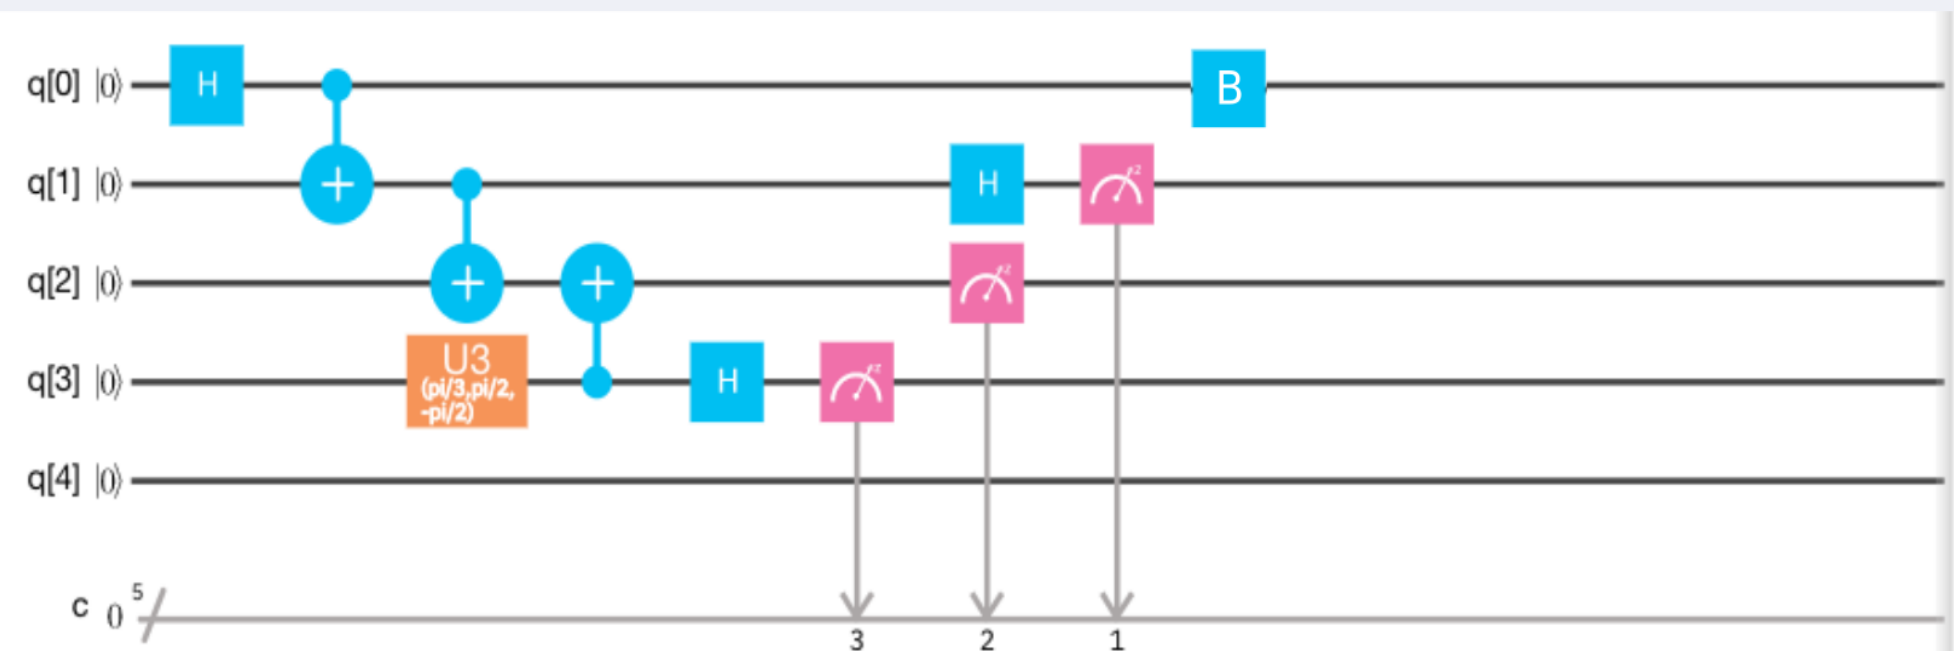 q[0] |0⟩ H B
q[1] |0⟩ + H z
q[2] |0⟩ + + z
q[3] |0⟩ U3 H z
(pi/3,pi/2,
-pi/2)
q[4] |0⟩
c 0 5
3 2 1